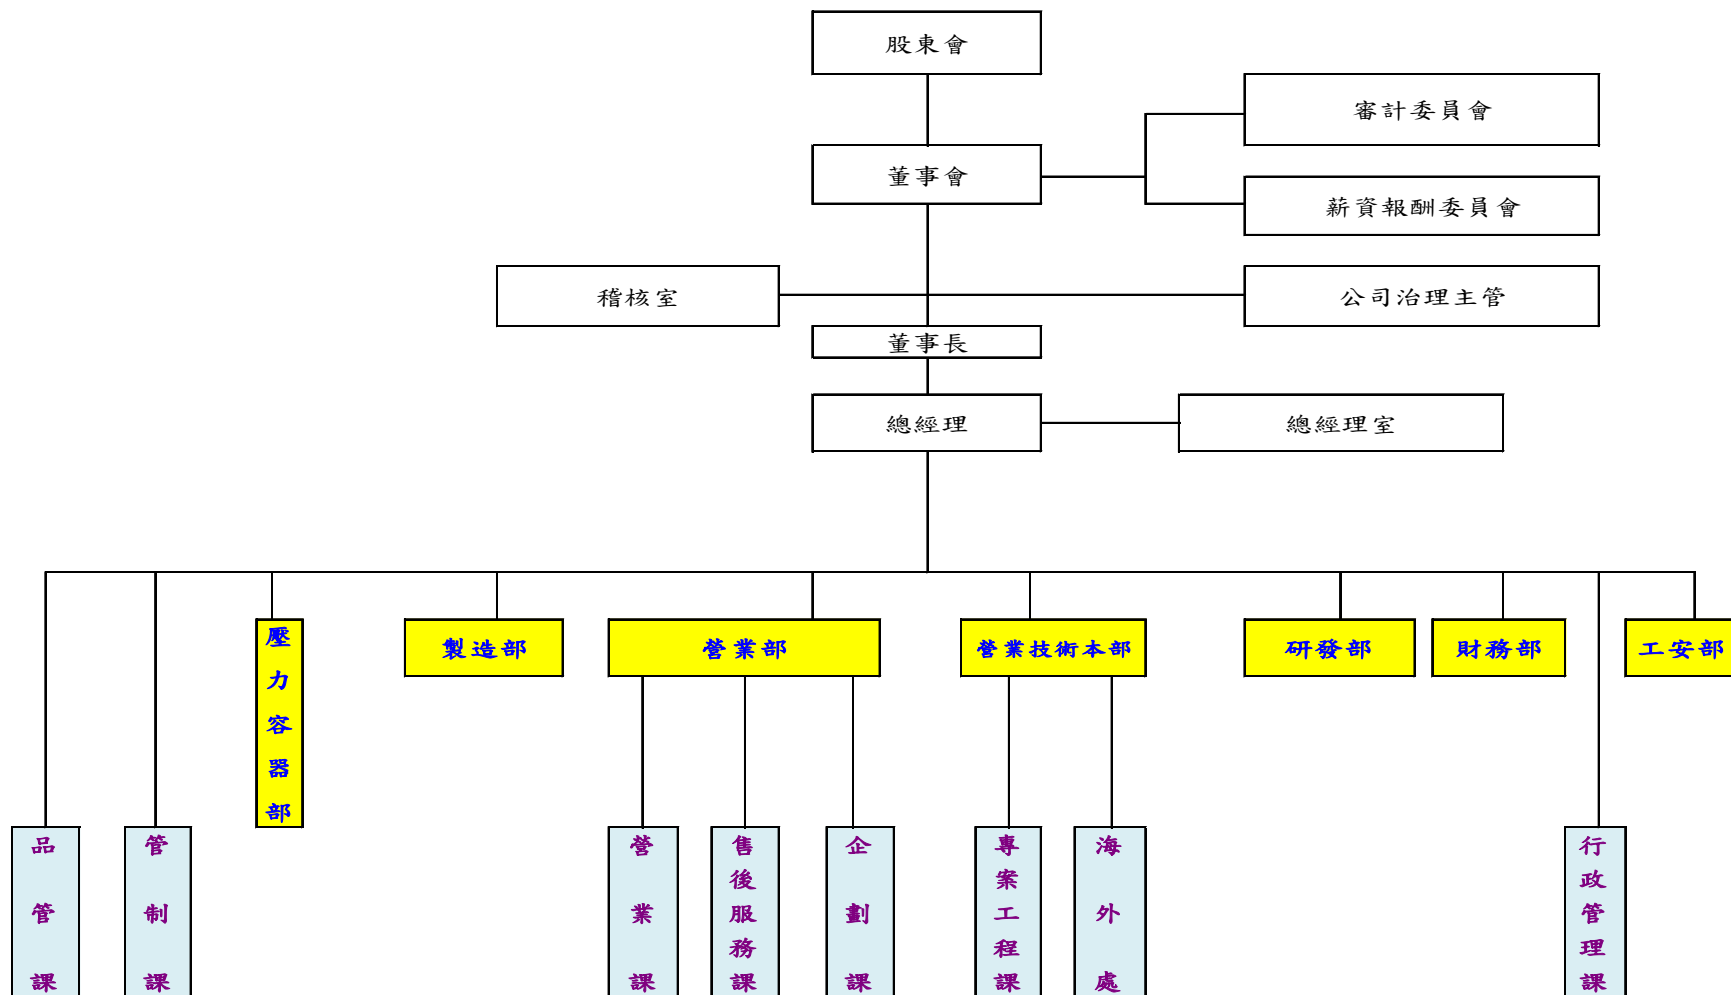 股東會
審計委員會
董事會
薪資報酬委員會
稽核室
公司治理主管
董事長
總經理
總經理室
壓力容器部
製造部
營業部
營業技術本部
研發部
財務部
工安部
品管課
管制課
營業課
售後服務課
企劃課
專案工程課
海外處
行政管理課